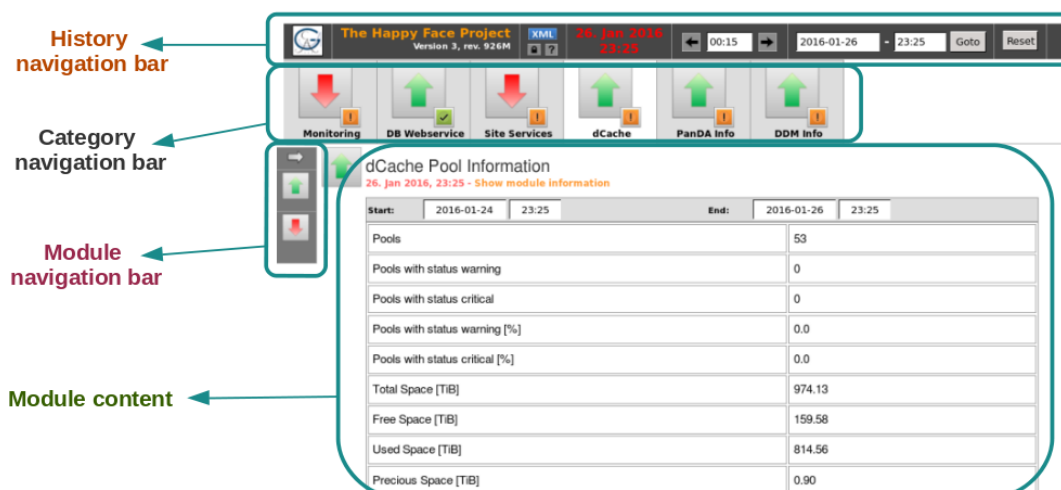 History
navigation bar
The Happy Face Project
Version 3, rev. 926M
XML
?
26. Jan 2016
23:25
00:15
2016-01-26 - 23:25 Goto Reset
Category
navigation bar
Monitoring DB Webservice Site Services dCache PanDA Info DDM Info
Module
navigation bar
dCache Pool Information
26. Jan 2016, 23:25 - Show module information
Start: 2016-01-24 23:25 End: 2016-01-26 23:25
Pools 53
Pools with status warning 0
Pools with status critical 0
Pools with status warning [%] 0.0
Pools with status critical [%] 0.0
Module content
Total Space [TiB] 974.13
Free Space [TiB] 159.58
Used Space [TiB] 814.56
Precious Space [TiB] 0.90